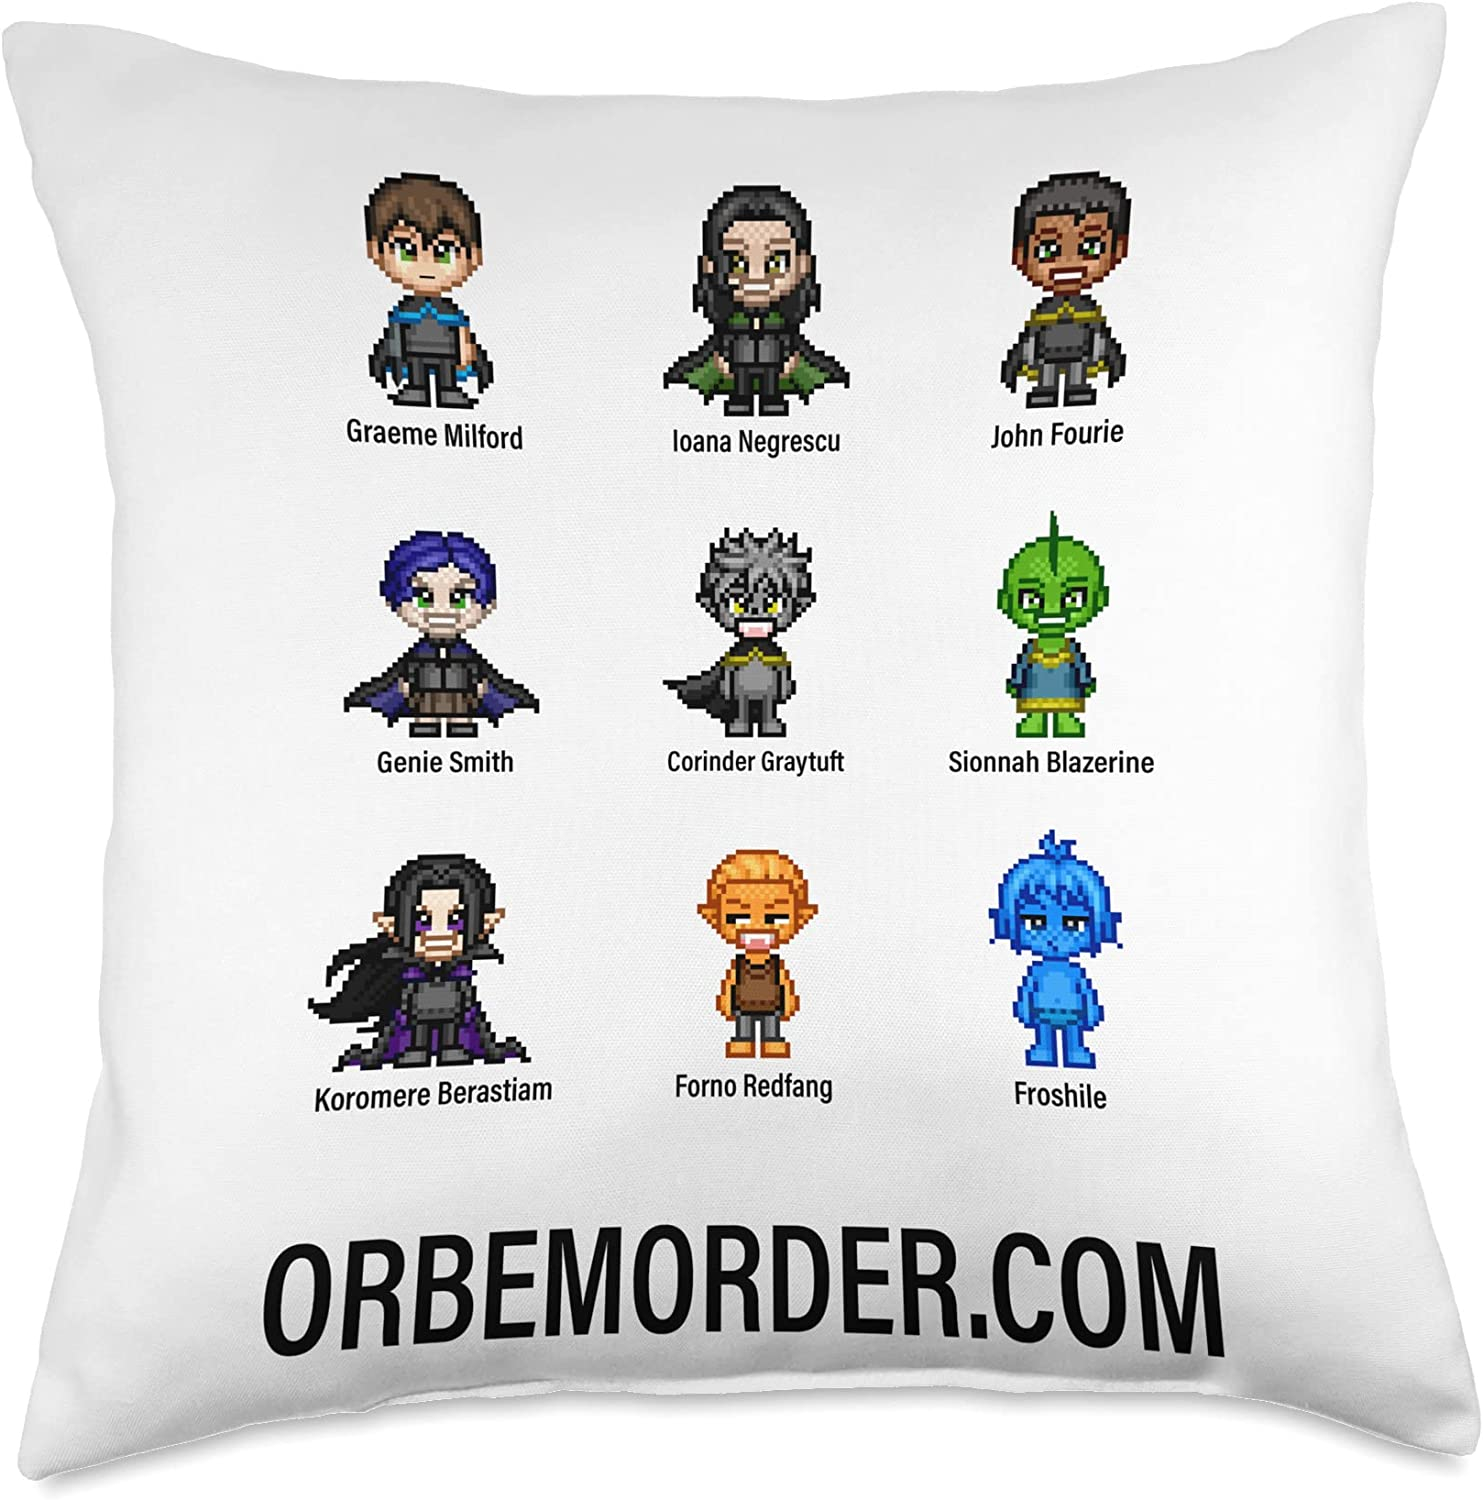 Graeme Milford
Ioana Negrescu
John Fourie
Genie Smith
Corinder Graytuft
Sionnah Blazerine
Koromere Berastiam
Forno Redfang
Froshile
ORBEMORDER.COM